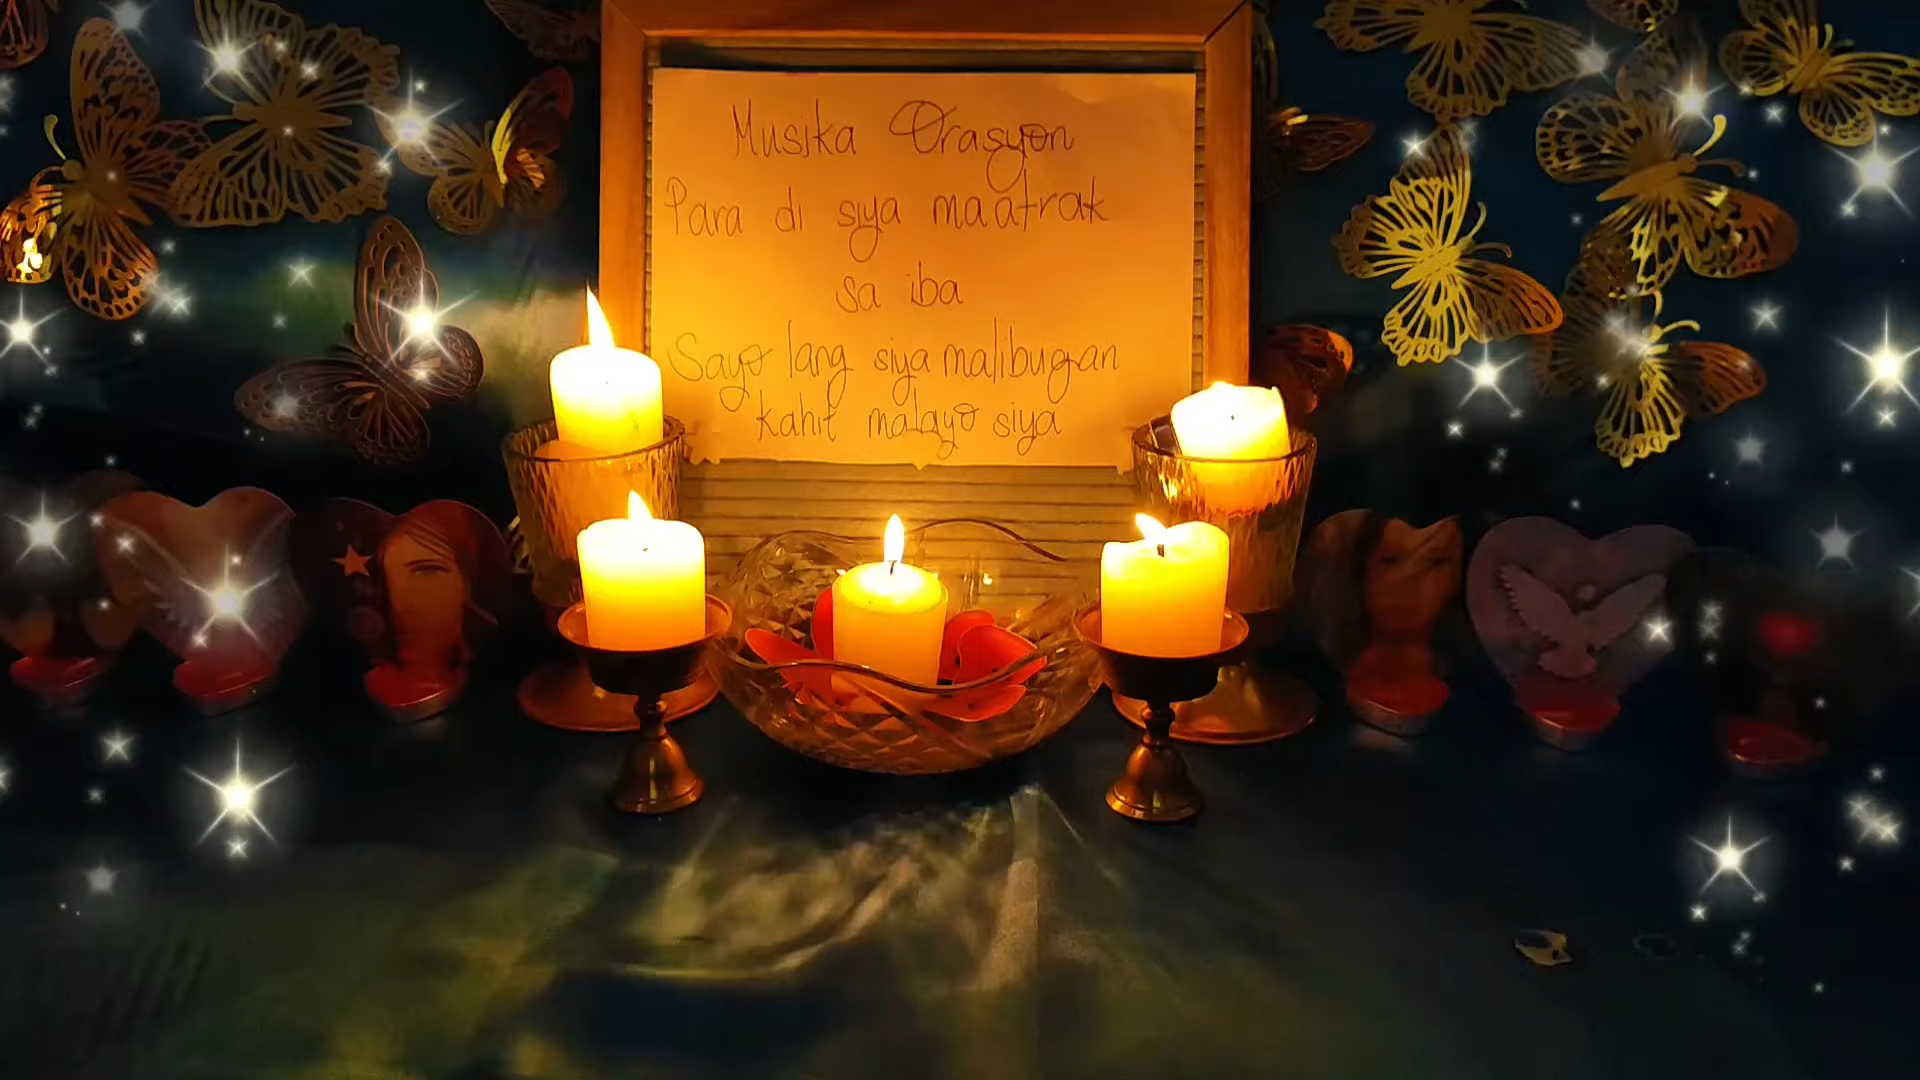 Musika Orasyon
Para di siya maatrak
sa iba
Sayo lang siya malibugan
kahit malayo siya